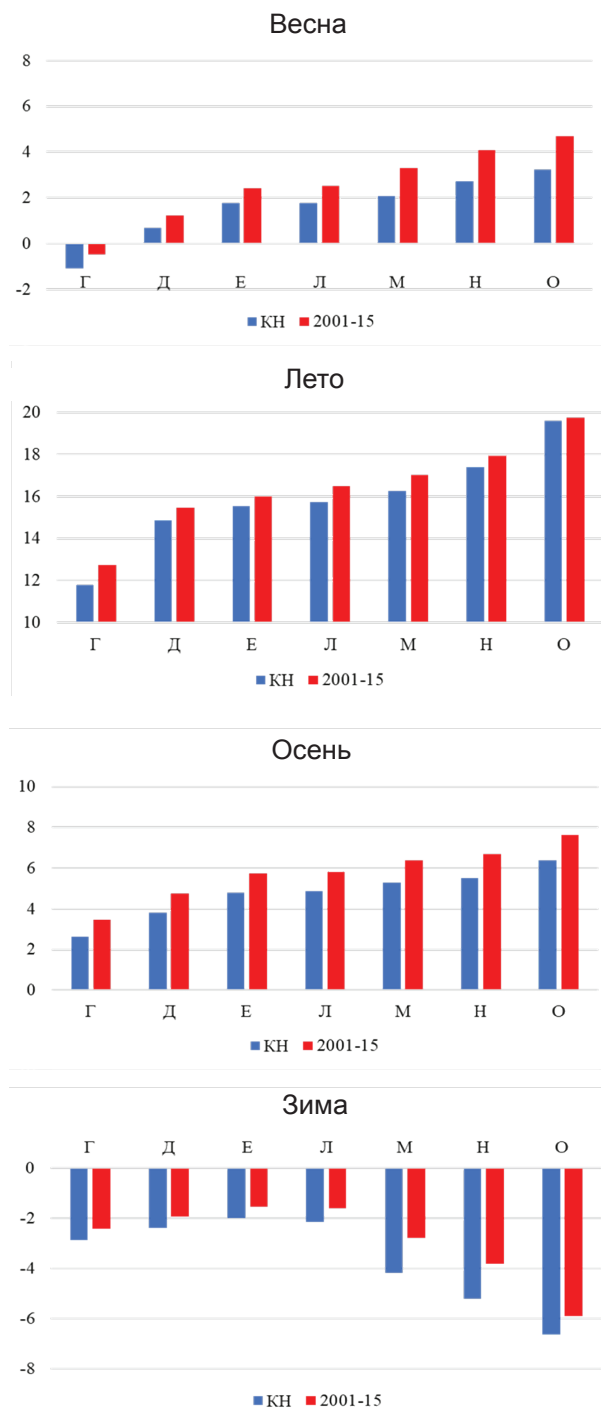 Весна
8
6
4
2
0
-2
Г Д Е Л М Н О
КН 2001-15
Лето
20
18
16
14
12
10
Г Д Е Л М Н О
КН 2001-15
Осень
10
8
6
4
2
0
Г Д Е Л М Н О
КН 2001-15
Зима
Г Д Е Л М Н О
0
-2
-4
-6
-8
КН 2001-15